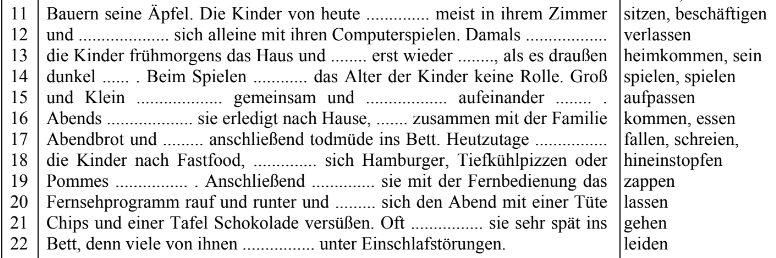 11 Bauern seine Äpfel. Die Kinder von heute ............. meist in ihrem Zimmer sitzen, beschäftigen
12 und .................... sich alleine mit ihren Computerspielen. Damals .................. verlassen
13 die Kinder frühmorgens das Haus und ........ erst wieder ........, als es draußen heimkommen, sein
14 dunkel ...... . Beim Spielen ............ das Alter der Kinder keine Rolle. Groß spielen, spielen
15 und Klein ................... gemeinsam und .................. aufeinander ........ . aufpassen
16 Abends ................... sie erledigt nach Hause, ....... zusammen mit der Familie kommen, essen
17 Abendbrot und ......... anschließend todmüde ins Bett. Heutzutage ................ fallen, schreien,
18 die Kinder nach Fastfood, ............. sich Hamburger, Tiefkühlpizzen oder hineinstopfen
19 Pommes ................ . Anschließend ............. sie mit der Fernbedienung das zappen
20 Fernsehprogramm rauf und runter und ......... sich den Abend mit einer Tüte lassen
21 Chips und einer Tafel Schokolade versüßen. Oft ................ sie sehr spät ins gehen
22 Bett, denn viele von ihnen ................ unter Einschlafstörungen. leiden